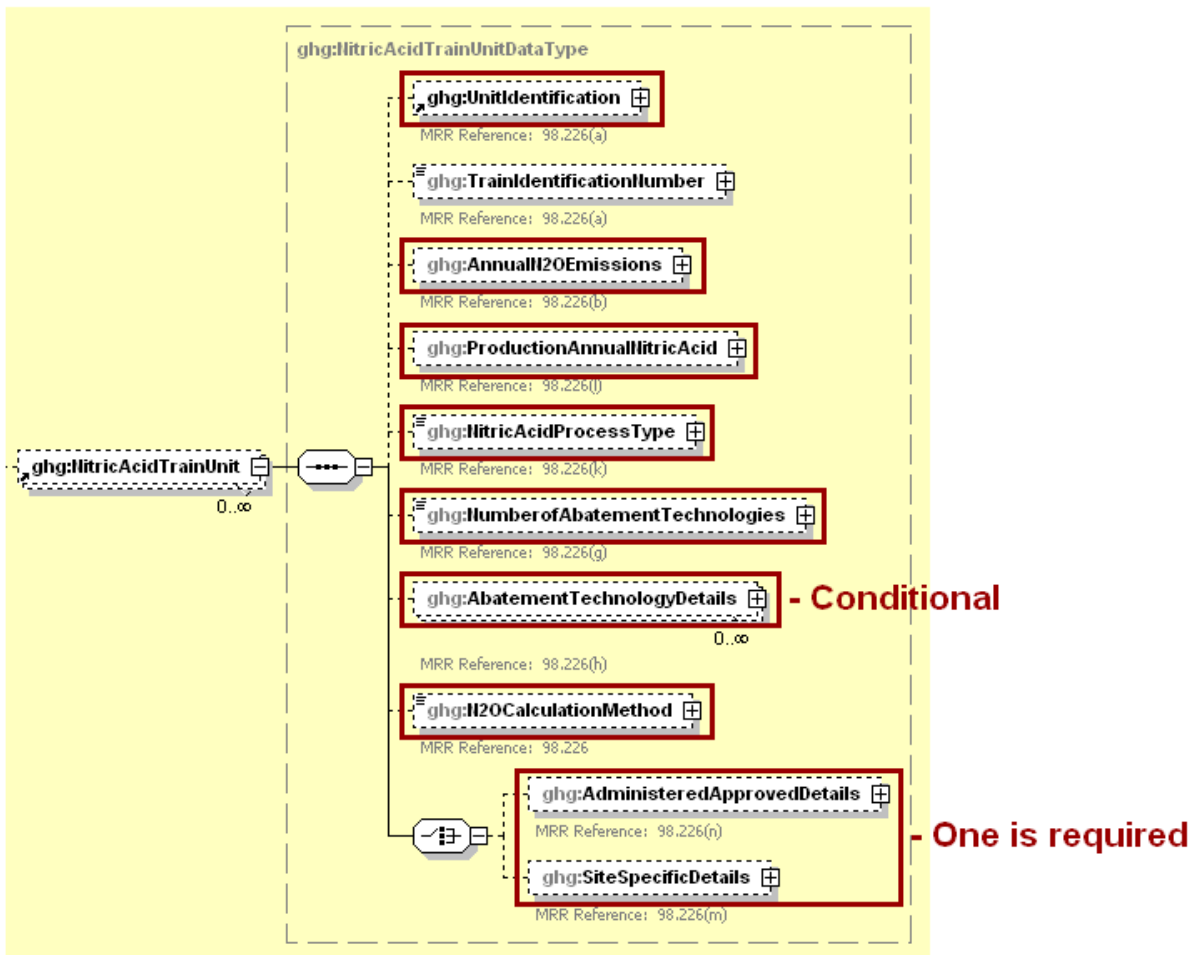 ghg:NitricAcidTrainUnitDataType
ghg:UnitIdentification
MRR Reference: 98.226(a)
ghg:TrainIdentificationNumber
MRR Reference: 98.226(a)
ghg:AnnualN2OEmissions
MRR Reference: 98.226(b)
ghg:ProductionAnnualNitricAcid
MRR Reference: 98.226(l)
ghg:NitricAcidProcessType
MRR Reference: 98.226(k)
ghg:NitricAcidTrainUnit
0..∞
ghg:NumberofAbatementTechnologies
MRR Reference: 98.226(g)
ghg:AbatementTechnologyDetails - Conditional
0..∞
MRR Reference: 98.226(h)
ghg:N2OCalculationMethod
MRR Reference: 98.226
ghg:AdministeredApprovedDetails
MRR Reference: 98.226(n)
- One is required
ghg:SiteSpecificDetails
MRR Reference: 98.226(m)